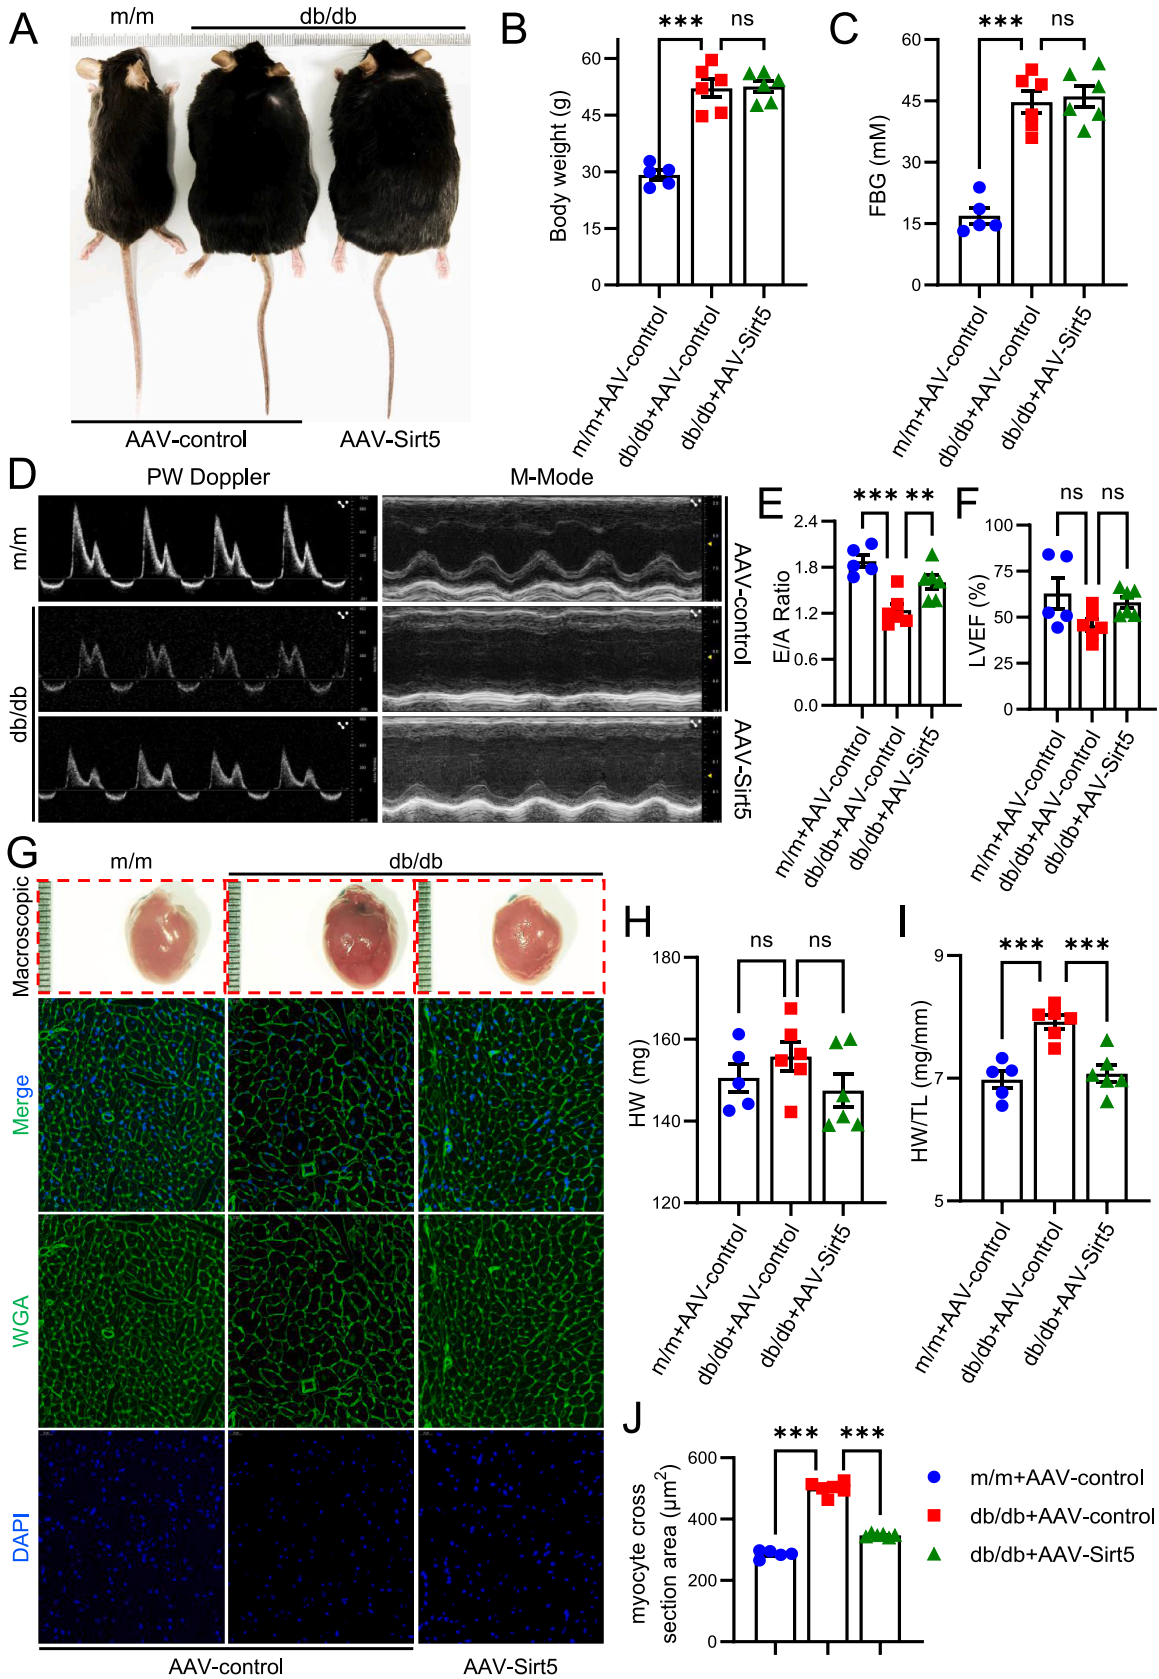 A
m/m
db/db
AAV-control
AAV-Sirt5
B
***
ns
Body weight (g)
60
45
30
15
0
m/m+AAV-control
db/db+AAV-control
db/db+AAV-Sirt5
C
***
ns
FBG (mM)
60
45
30
15
0
m/m+AAV-control
db/db+AAV-control
db/db+AAV-Sirt5
D
PW Doppler
M-Mode
m/m
db/db
AAV-control
AAV-Sirt5
E
***
**
E/A Ratio
2.4
1.8
1.2
0.6
0.0
m/m+AAV-control
db/db+AAV-control
db/db+AAV-Sirt5
F
ns
ns
LVEF (%)
100
75
50
25
0
m/m+AAV-control
db/db+AAV-control
db/db+AAV-Sirt5
G
m/m
db/db
Macroscopic
Merge
WGA
DAPI
AAV-control
AAV-Sirt5
H
ns
ns
HW (mg)
180
160
140
120
m/m+AAV-control
db/db+AAV-control
db/db+AAV-Sirt5
I
***
***
HW/TL (mg/mm)
9
7
5
m/m+AAV-control
db/db+AAV-control
db/db+AAV-Sirt5
J
***
***
myocyte cross
section area (μm²)
600
400
200
0
m/m+AAV-control
db/db+AAV-control
db/db+AAV-Sirt5